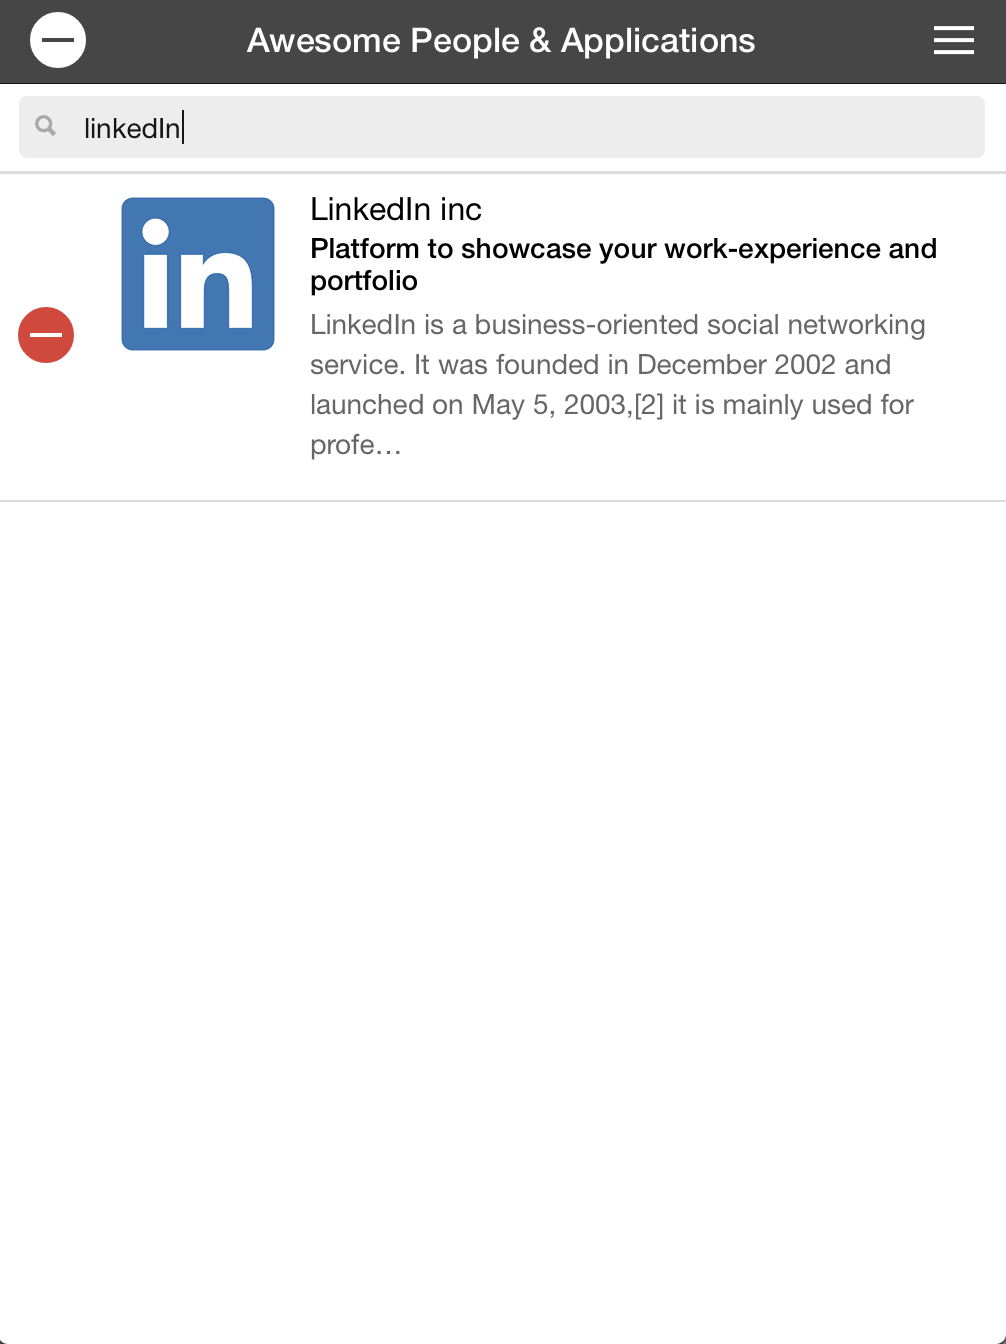 Awesome People & Applications
linkedIn
in
LinkedIn inc
Platform to showcase your work-experience and
portfolio
LinkedIn is a business-oriented social networking
service. It was founded in December 2002 and
launched on May 5, 2003,[2] it is mainly used for
profe…